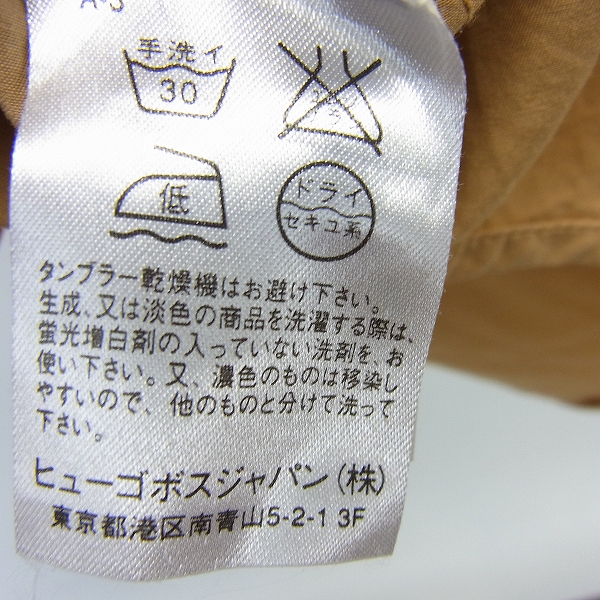 A-3
手洗イ
30
低
ドライ
セキユ系
タンブラー乾燥機はお避け下さい。
生成、又は淡色の商品を洗濯する際は、
蛍光増白剤の入っていない洗剤を、お
使い下さい。又、濃色のものは移染し
やすいので、他のものと分けて洗って
下さい。
ヒューゴボスジャパン(株)
東京都港区南青山5-2-1 3F